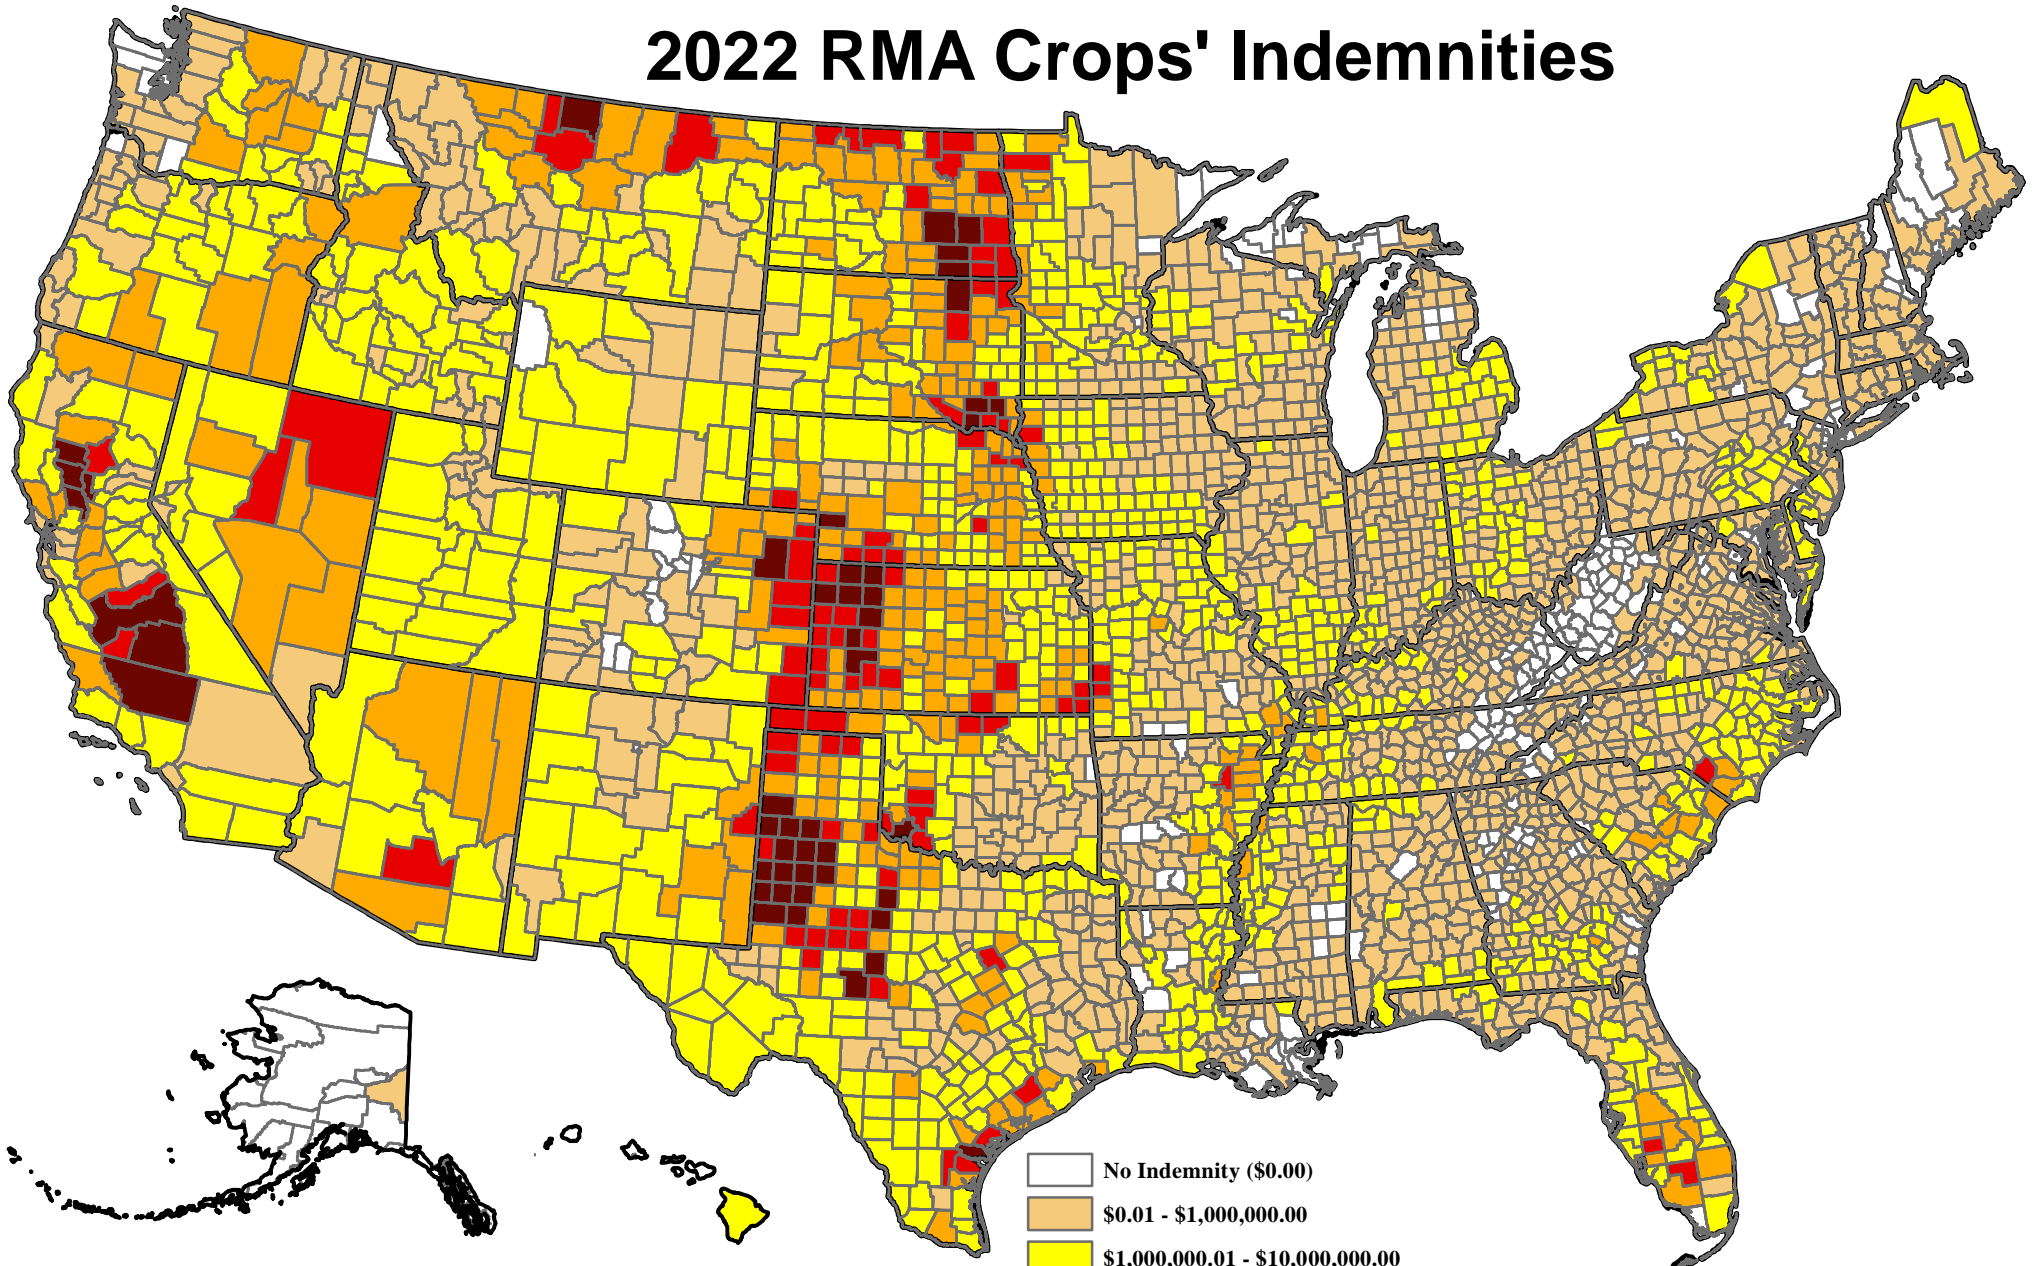 2022 RMA Crops' Indemnities
No Indemnity ($0.00)
$0.01 - $1,000,000.00
$1,000,000.01 - $10,000,000.00